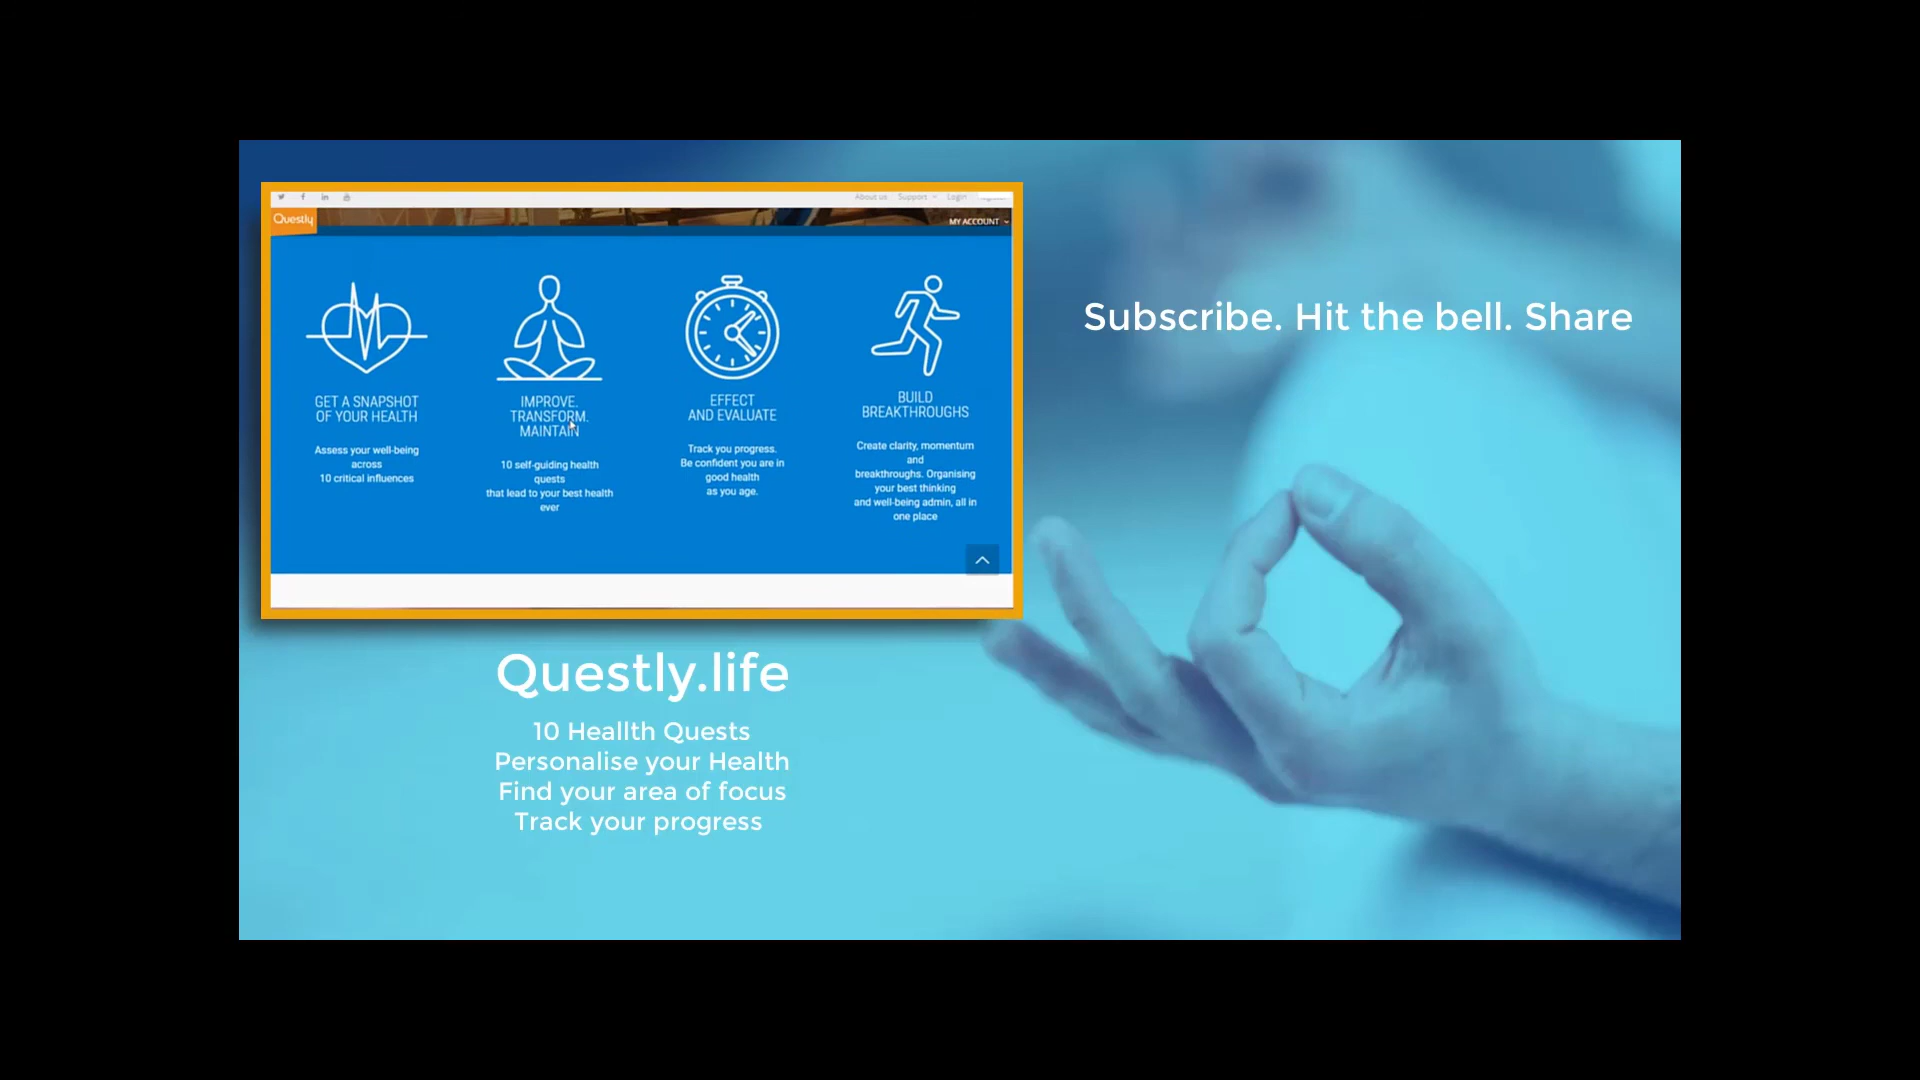 About us Support Login
Questly
MY ACCOUNT
GET A SNAPSHOT
OF YOUR HEALTH
Assess your well-being
across
10 critical influences
IMPROVE.
TRANSFORM.
MAINTAIN
10 self-guiding health
quests
that lead to your best health
ever
EFFECT
AND EVALUATE
Track you progress.
Be confident you are in
good health
as you age.
BUILD
BREAKTHROUGHS
Create clarity, momentum
and
breakthroughs. Organising
your best thinking
and well-being admin, all in
one place
Subscribe. Hit the bell. Share
Questly.life
10 Heallth Quests
Personalise your Health
Find your area of focus
Track your progress